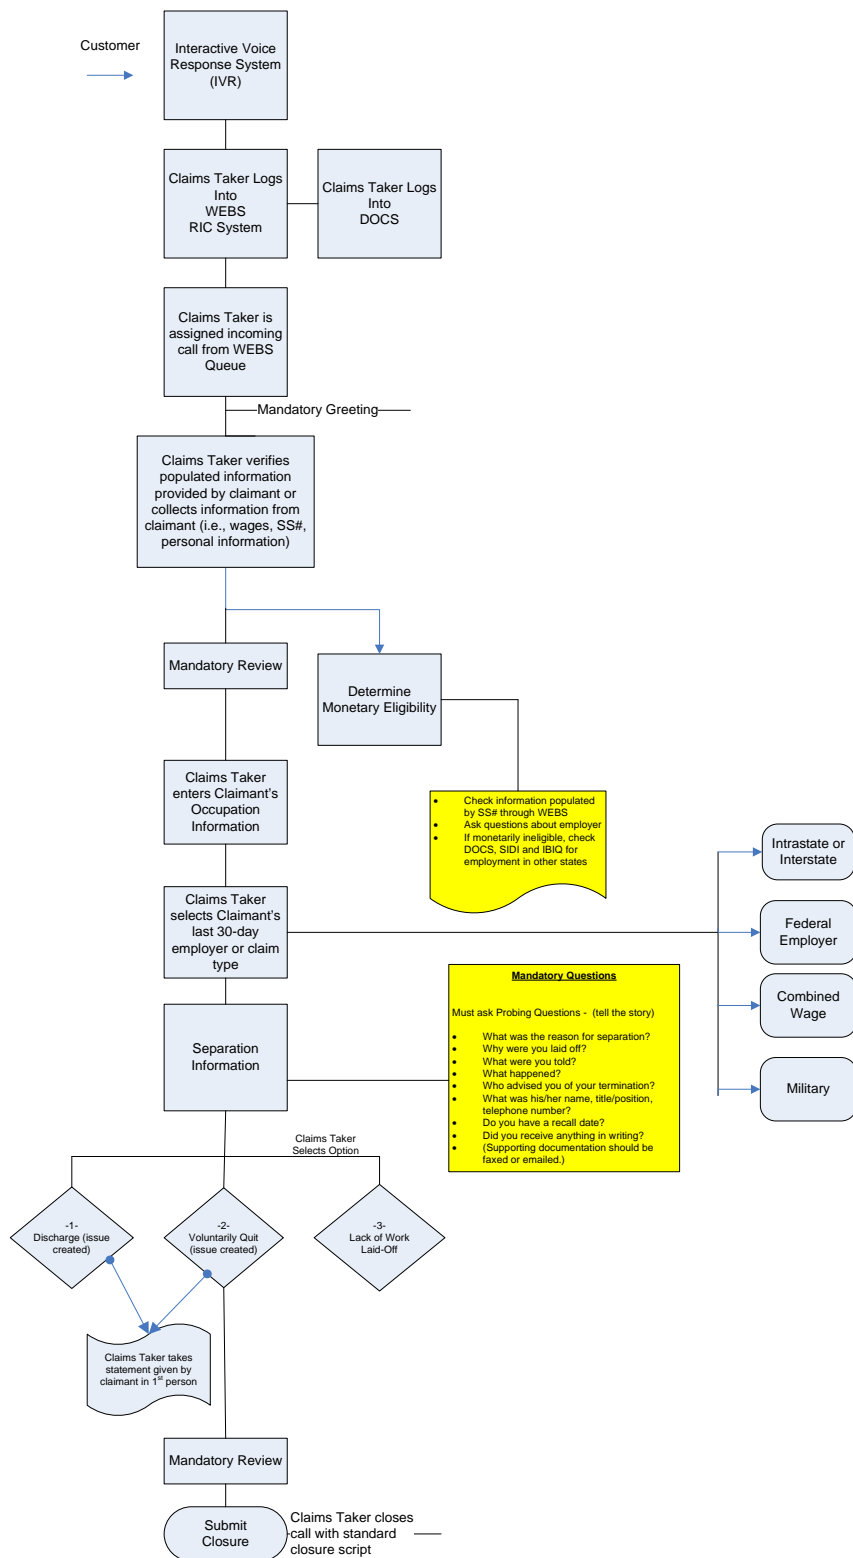 Customer
Interactive Voice
Response System
(IVR)
Claims Taker Logs
Into
WEBS
RIC System
Claims Taker Logs
Into
DOCS
Claims Taker is
assigned incoming
call from WEBS
Queue
Mandatory Greeting
Claims Taker verifies
populated information
provided by claimant or
collects information from
claimant (i.e., wages, SS#,
personal information)
Mandatory Review
Determine
Monetary Eligibility
Claims Taker
enters Claimant's
Occupation
Information
• Check information populated
by SS# through WEBS
• Ask questions about employer
• If monetarily ineligible, check
DOCS, SIDI and IBIQ for
employment in other states
Claims Taker
selects Claimant's
last 30-day
employer or claim
type
Intrastate or
Interstate
Federal
Employer
Combined
Wage
Military
Separation
Information
Mandatory Questions
Must ask Probing Questions - (tell the story)
• What was the reason for separation?
• Why were you laid off?
• What were you told?
• What happened?
• Who advised you of your termination?
• What was his/her name, title/position,
telephone number?
• Do you have a recall date?
• Did you receive anything in writing?
• (Supporting documentation should be
faxed or emailed.)
Claims Taker
Selects Option
-1-
Discharge (issue
created)
-2-
Voluntarily Quit
(issue created)
-3-
Lack of Work
Laid-Off
Claims Taker takes
statement given by
claimant in 1st person
Mandatory Review
Submit
Closure
Claims Taker closes
call with standard
closure script